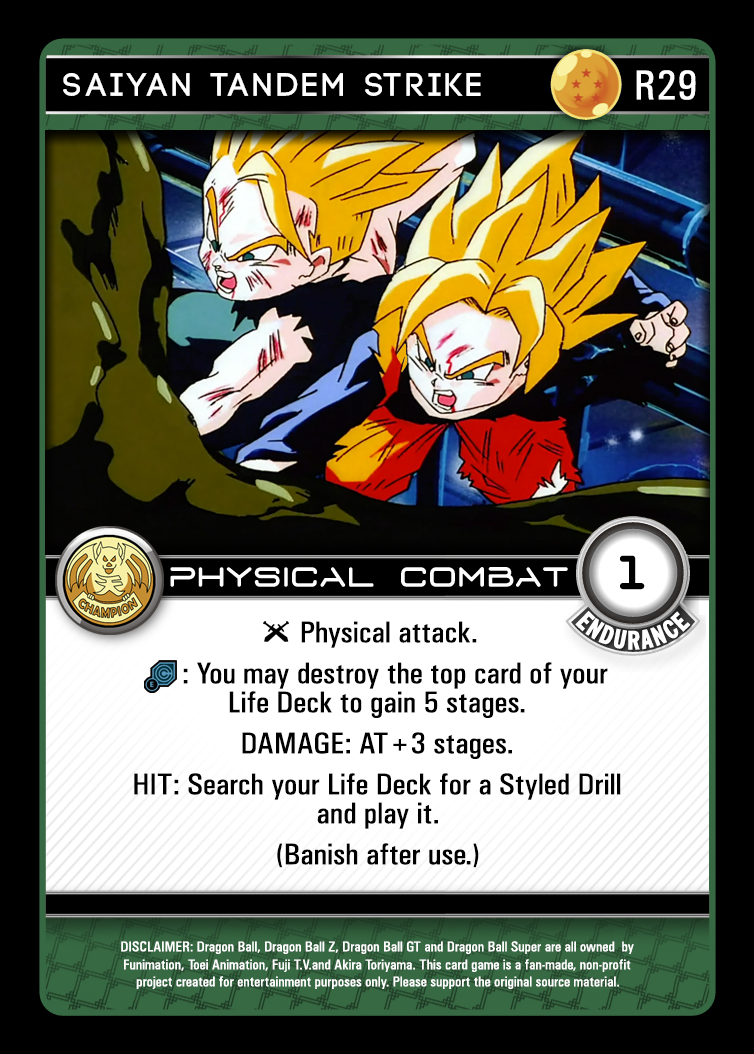 SAIYAN TANDEM STRIKE R29
PHYSICAL COMBAT
1
ENDURANCE
CHAMPION
Physical attack.
C E : You may destroy the top card of your
Life Deck to gain 5 stages.
DAMAGE: AT+3 stages.
HIT: Search your Life Deck for a Styled Drill
and play it.
(Banish after use.)
DISCLAIMER: Dragon Ball, Dragon Ball Z, Dragon Ball GT and Dragon Ball Super are all owned by
Funimation, Toei Animation, Fuji T.V.and Akira Toriyama. This card game is a fan-made, non-profit
project created for entertainment purposes only. Please support the original source material.